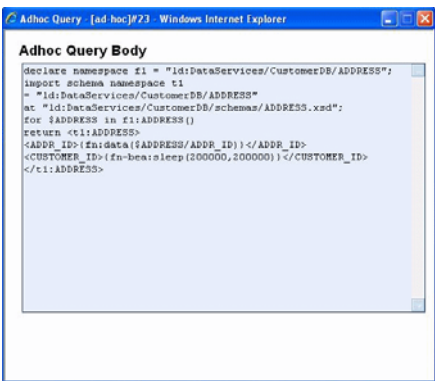 Adhoc Query - [ad-hoc]#23 - Windows Internet Explorer
Adhoc Query Body
declare namespace f1 = "ld:DataServices/CustomerDB/ADDRESS";
import schema namespace t1
= "ld:DataServices/CustomerDB/ADDRESS"
at "ld:DataServices/CustomerDB/schemas/ADDRESS.xsd";
for $ADDRESS in f1:ADDRESS()
return <t1:ADDRESS>
<ADDR_ID>{fn:data($ADDRESS/ADDR_ID)}</ADDR_ID>
<CUSTOMER_ID>{fn-bea:sleep(200000,200000)}</CUSTOMER_ID>
</t1:ADDRESS>